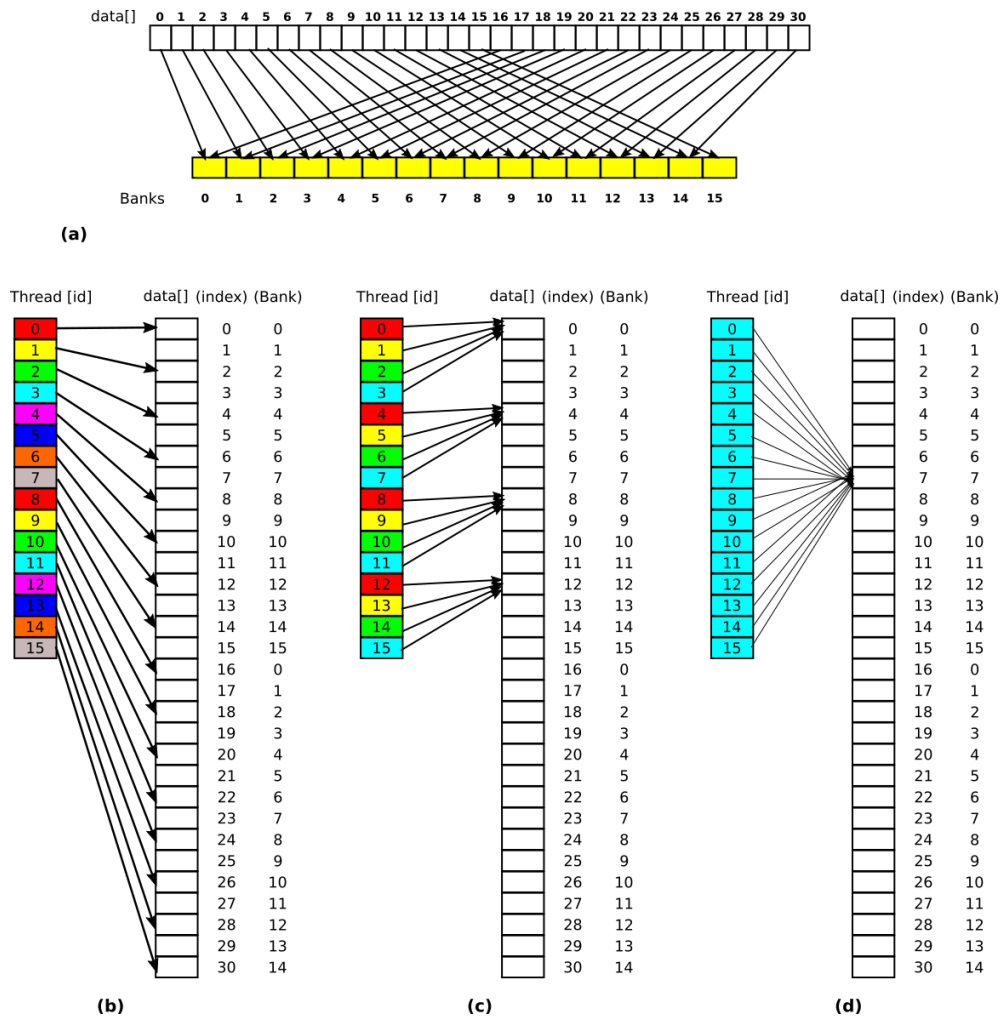 data[] 0 1 2 3 4 5 6 7 8 9 10 11 12 13 14 15 16 17 18 19 20 21 22 23 24 25 26 27 28 29 30
Banks 0 1 2 3 4 5 6 7 8 9 10 11 12 13 14 15
(a)
Thread [id] data[] (index) (Bank) Thread [id] data[] (index) (Bank) Thread [id] data[] (index) (Bank)
0 0 0 0 0 0 0 0 0
1 1 1 1 1 1 1 1 1
2 2 2 2 2 2 2 2 2
3 3 3 3 3 3 3 3 3
4 4 4 4 4 4 4 4 4
5 5 5 5 5 5 5 5 5
6 6 6 6 6 6 6 6 6
7 7 7 7 7 7 7 7 7
8 8 8 8 8 8 8 8 8
9 9 9 9 9 9 9 9 9
10 10 10 10 10 10 10 10 10
11 11 11 11 11 11 11 11 11
12 12 12 12 12 12 12 12 12
13 13 13 13 13 13 13 13 13
14 14 14 14 14 14 14 14 14
15 15 15 15 15 15 15 15 15
16 0 16 0 16 0
17 1 17 1 17 1
18 2 18 2 18 2
19 3 19 3 19 3
20 4 20 4 20 4
21 5 21 5 21 5
22 6 22 6 22 6
23 7 23 7 23 7
24 8 24 8 24 8
25 9 25 9 25 9
26 10 26 10 26 10
27 11 27 11 27 11
28 12 28 12 28 12
29 13 29 13 29 13
30 14 30 14 30 14
(b) (c) (d)